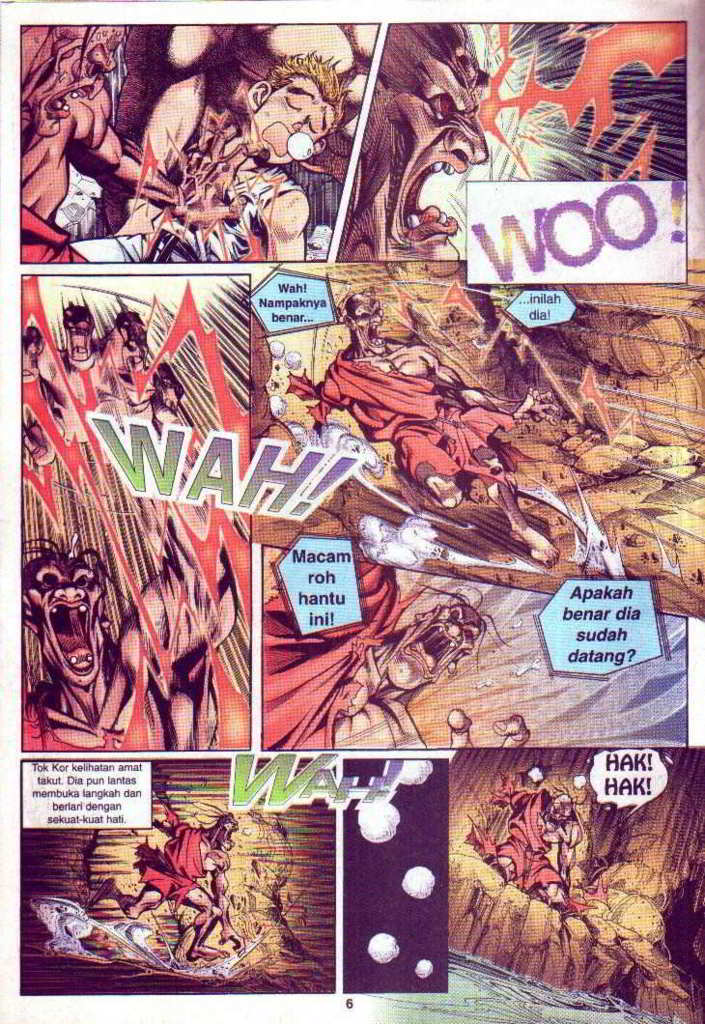 WOO!
Wah!
Nampaknya
benar...
...inilah
dia!
WAH!!
Macam
roh
hantu
ini!
Apakah
benar dia
sudah
datang?
Tok Kor kelihatan amat
takut. Dia pun lantas
membuka langkah dan
berlari dengan
sekuat-kuat hati.
WAH!
HAK!
HAK!
6